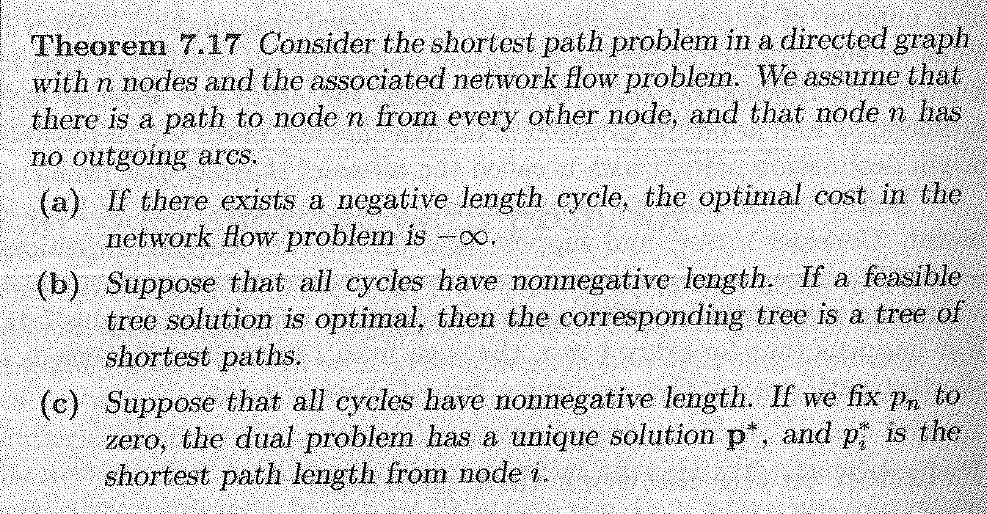 Theorem 7.17 Consider the shortest path problem in a directed graph
with n nodes and the associated network flow problem. We assume that
there is a path to node n from every other node, and that node n has
no outgoing arcs.
(a) If there exists a negative length cycle, the optimal cost in the
network flow problem is −∞.
(b) Suppose that all cycles have nonnegative length. If a feasible
tree solution is optimal, then the corresponding tree is a tree of
shortest paths.
(c) Suppose that all cycles have nonnegative length. If we fix pₙ to
zero, the dual problem has a unique solution p*, and pᵢ* is the
shortest path length from node i.